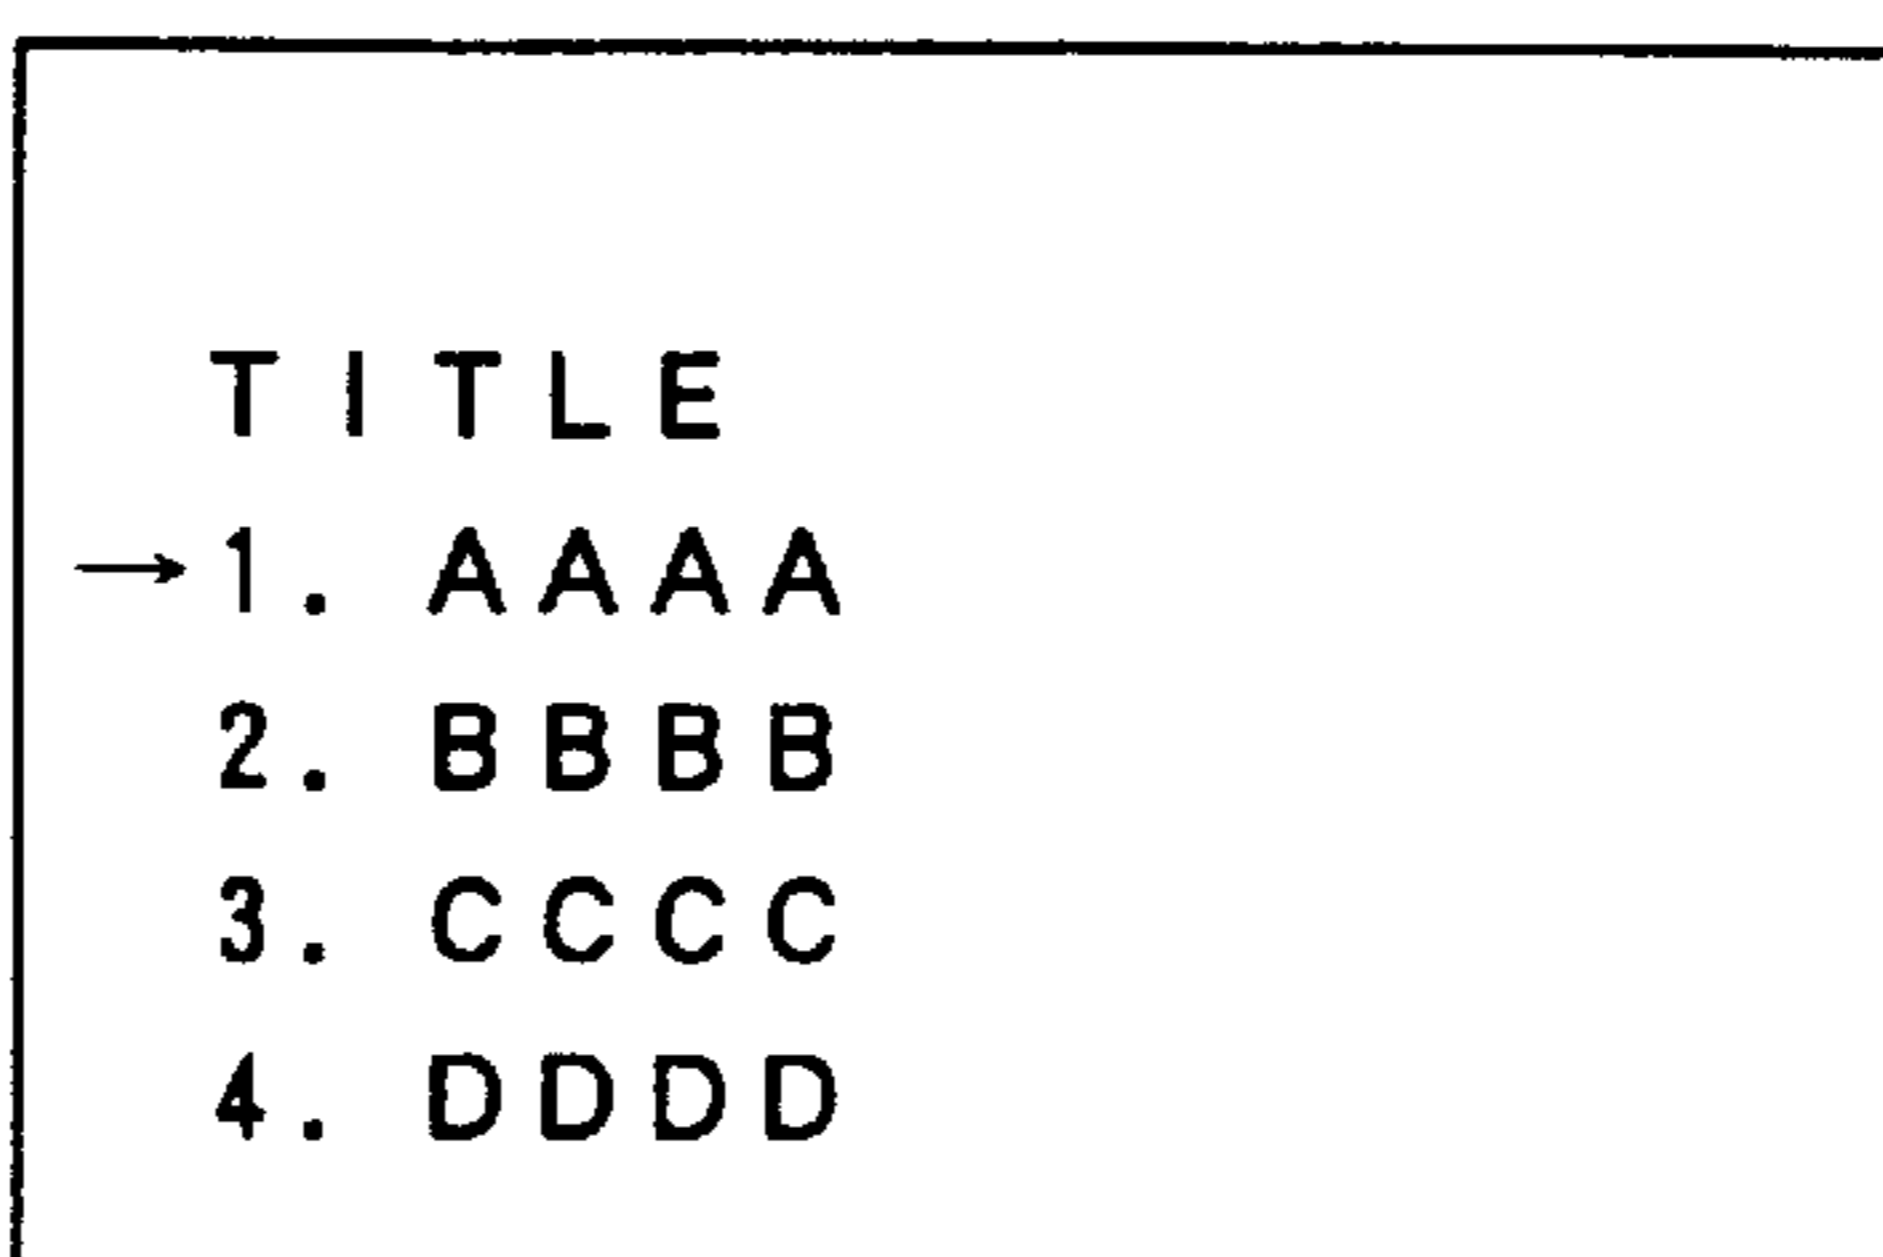 TITLE
→1. AAAA
2. BBBB
3. CCCC
4. DDDD